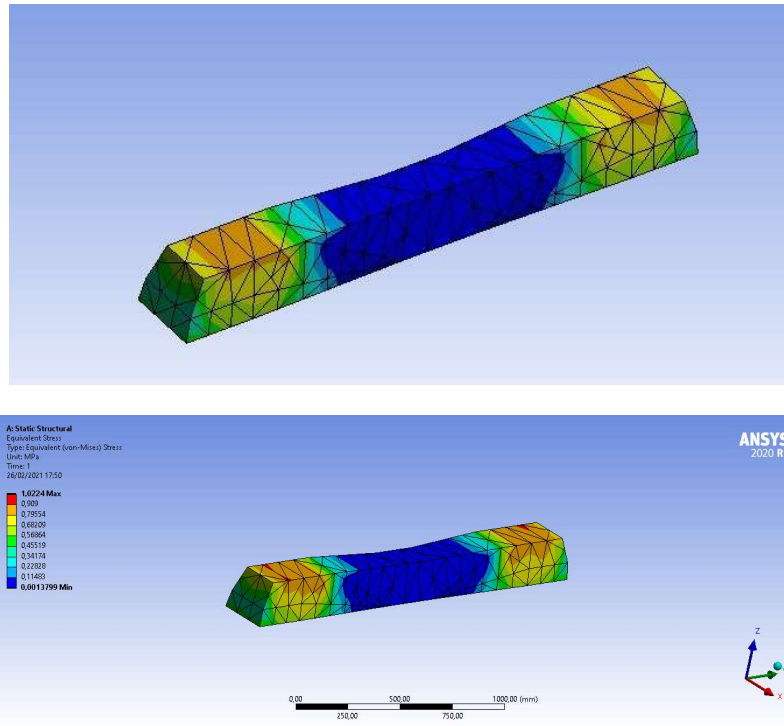 A: Static Structural
Equivalent Stress
Type: Equivalent (von-Mises) Stress
Unit: MPa
Time: 1
26/02/2021 17:50
1,0224 Max
0,909
0,79554
0,68209
0,56864
0,45519
0,34174
0,22828
0,11483
0,0013799 Min
ANSYS
2020 R
0,00 500,00 1000,00 (mm)
250,00 750,00
Z
X